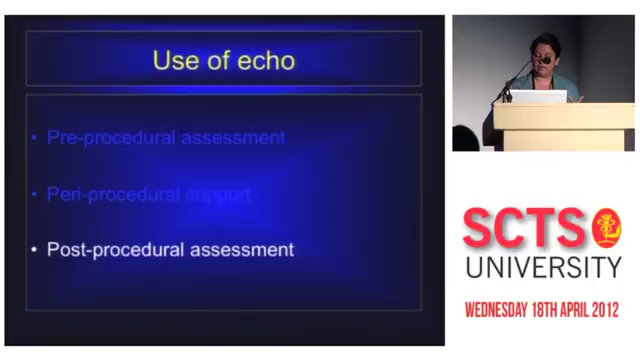 Use of echo
• Pre-procedural assessment
• Peri-procedural support
• Post-procedural assessment
SCTS
UNIVERSITY
WEDNESDAY 18TH APRIL 2012